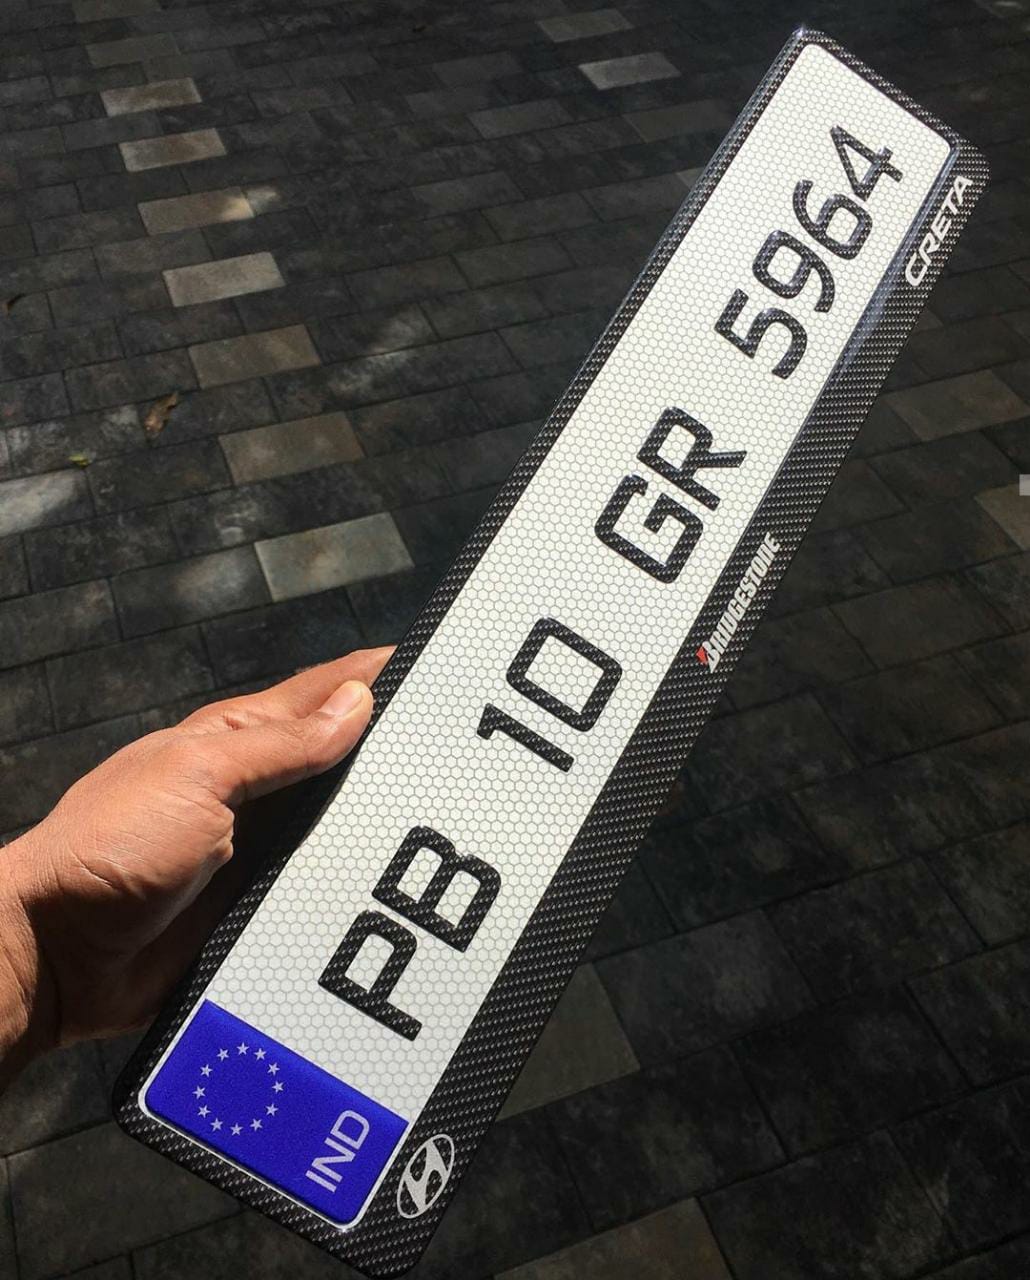 IND
PB 10 GR 5964
BRIDGESTONE
CRETA